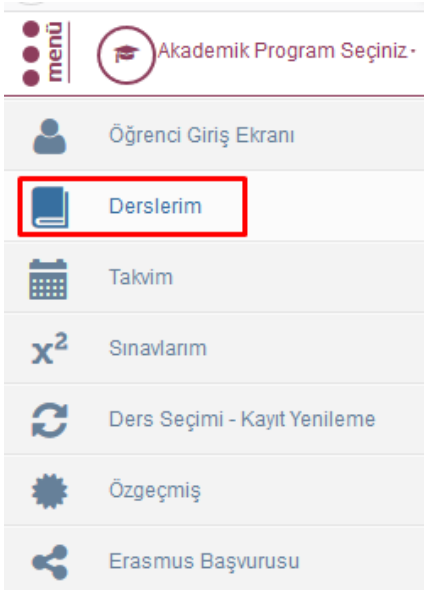 menü
Akademik Program Seçiniz
Öğrenci Giriş Ekranı
Derslerim
Takvim
x²
Sınavlarım
Ders Seçimi - Kayıt Yenileme
Özgeçmiş
Erasmus Başvurusu